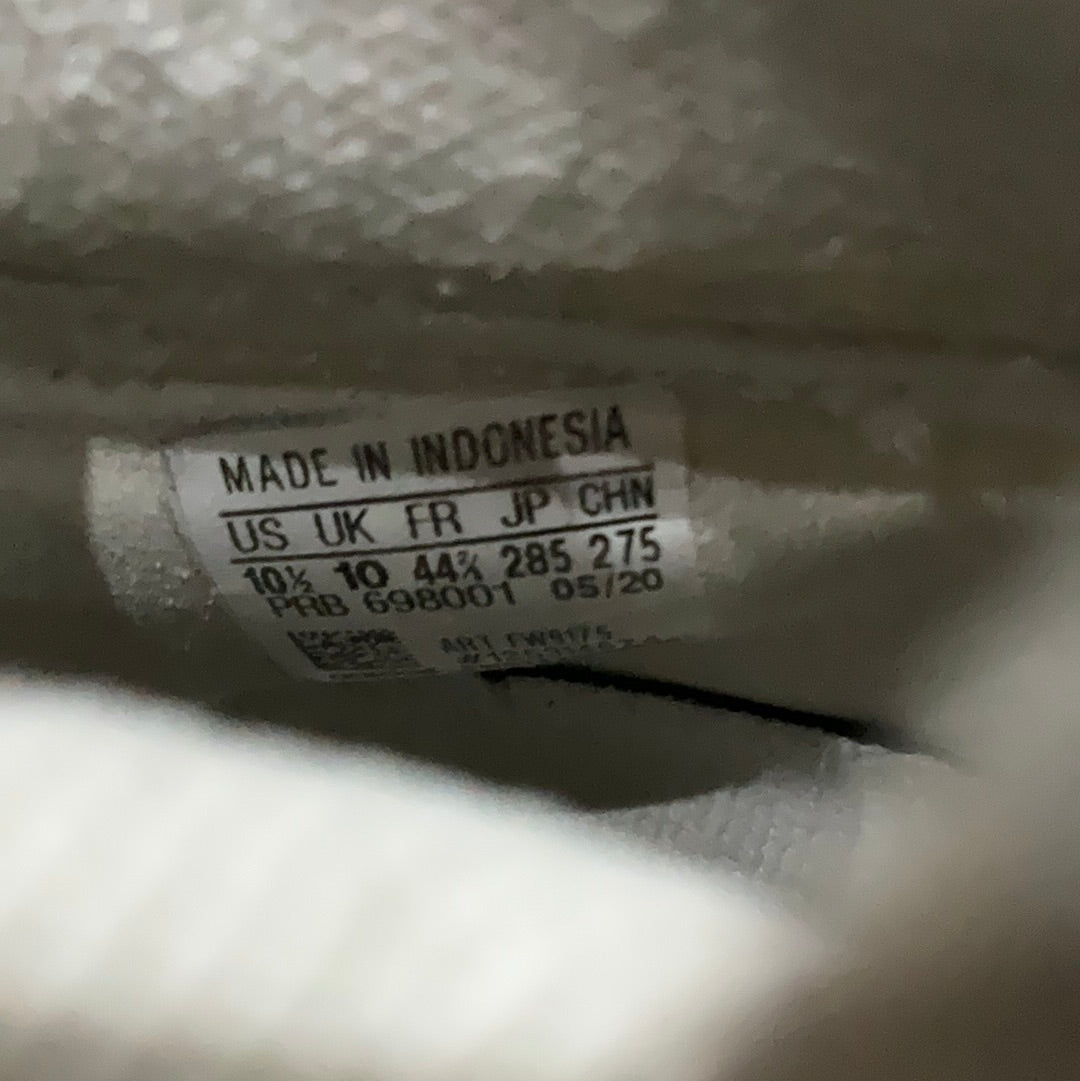 MADE IN INDONESIA
US UK FR JP CHN
10½ 10 44⅔ 285 275
PRB 698001 05/20
ART